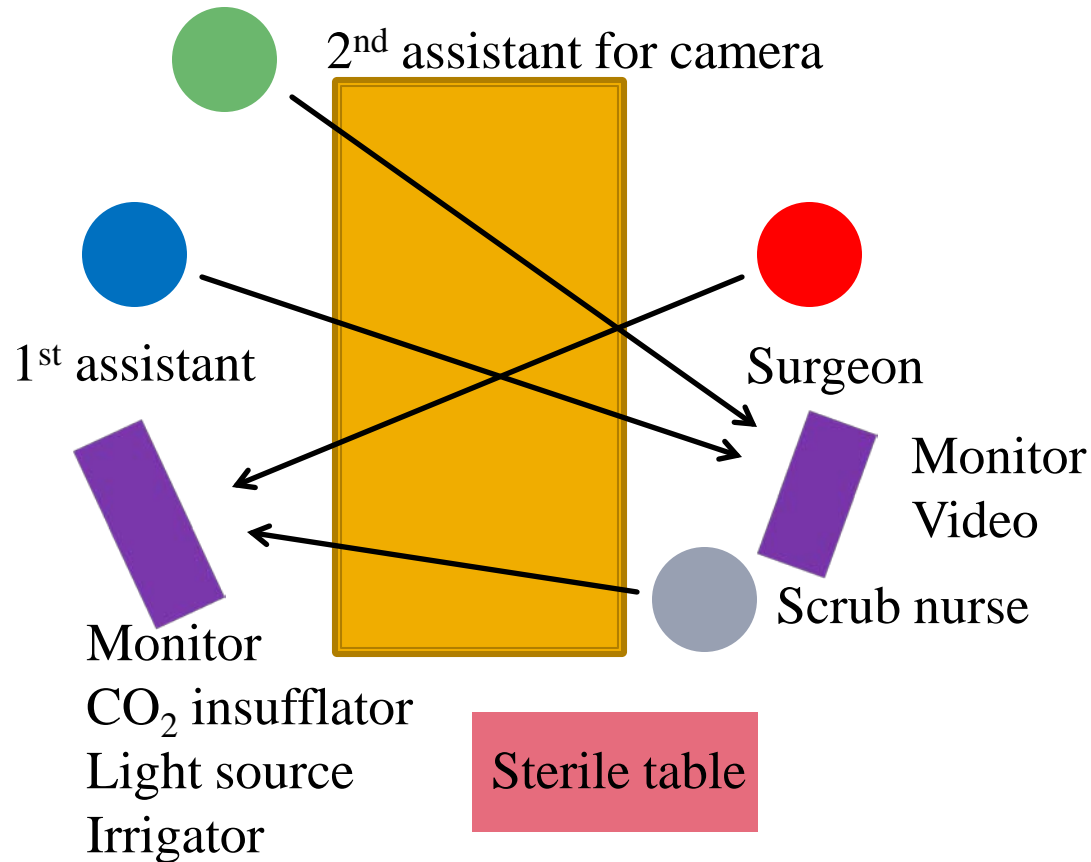 2nd assistant for camera
1st assistant
Surgeon
Monitor
Video
Scrub nurse
Monitor
CO2 insufflator
Light source
Irrigator
Sterile table